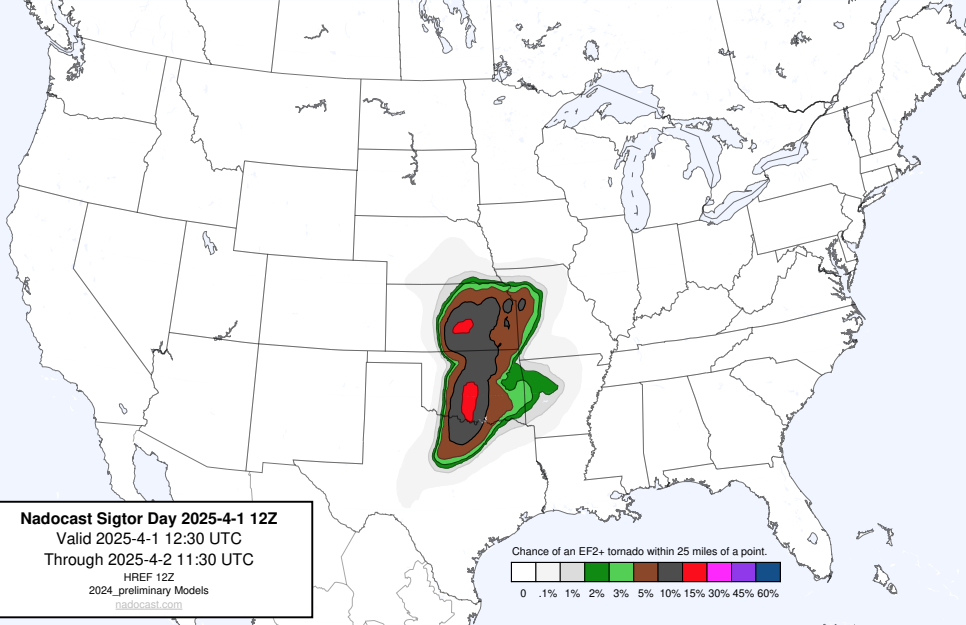 Nadocast Sigtor Day 2025-4-1 12Z
Valid 2025-4-1 12:30 UTC
Through 2025-4-2 11:30 UTC
HREF 12Z
2024_preliminary Models
nadocast.com
Chance of an EF2+ tornado within 25 miles of a point.
0 .1% 1% 2% 3% 5% 10% 15% 30% 45% 60%